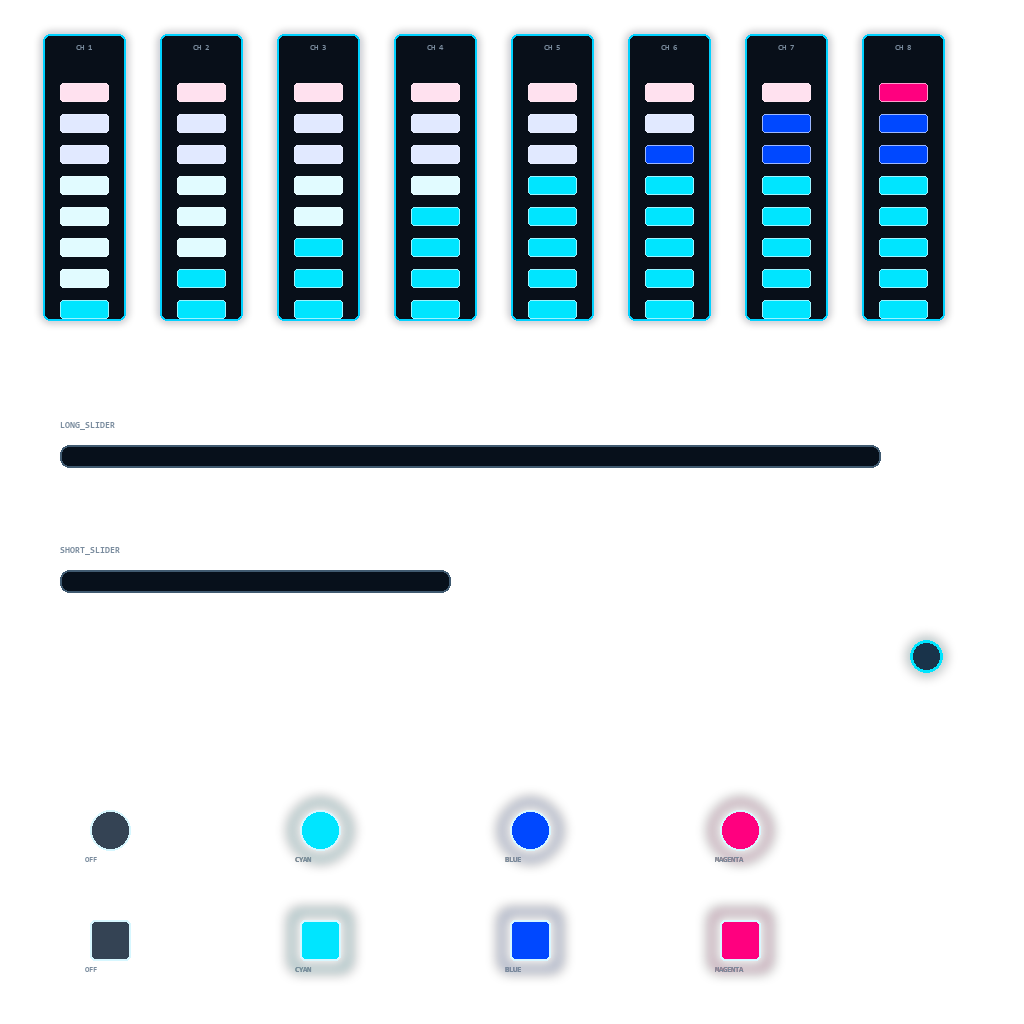 CH 1 CH 2 CH 3 CH 4 CH 5 CH 6 CH 7 CH 8
LONG_SLIDER
SHORT_SLIDER
OFF CYAN BLUE MAGENTA
OFF CYAN BLUE MAGENTA